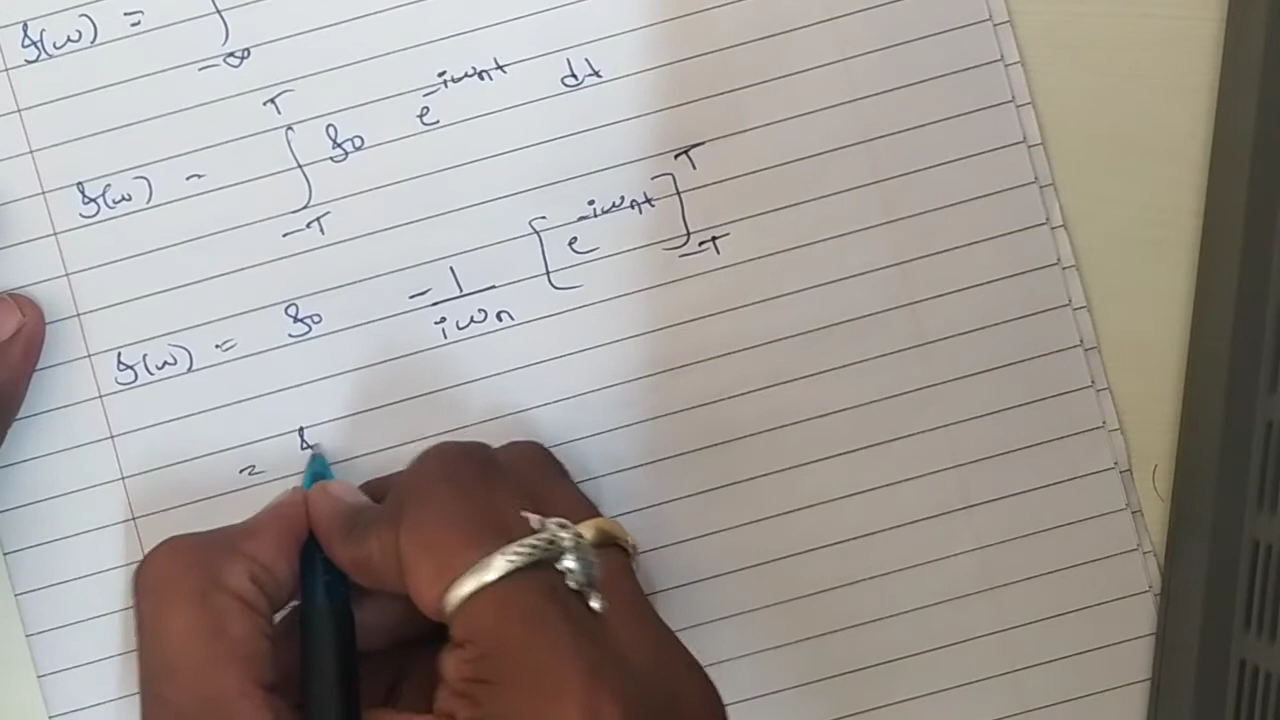 f(ω) = ∫_{-∞}
f(ω) = ∫_{-T}^{T} f₀ e^{-iωₙt} dt
f(ω) = f₀ -1/iωₙ [e^{-iωₙt}]_{-T}^{T}
= f